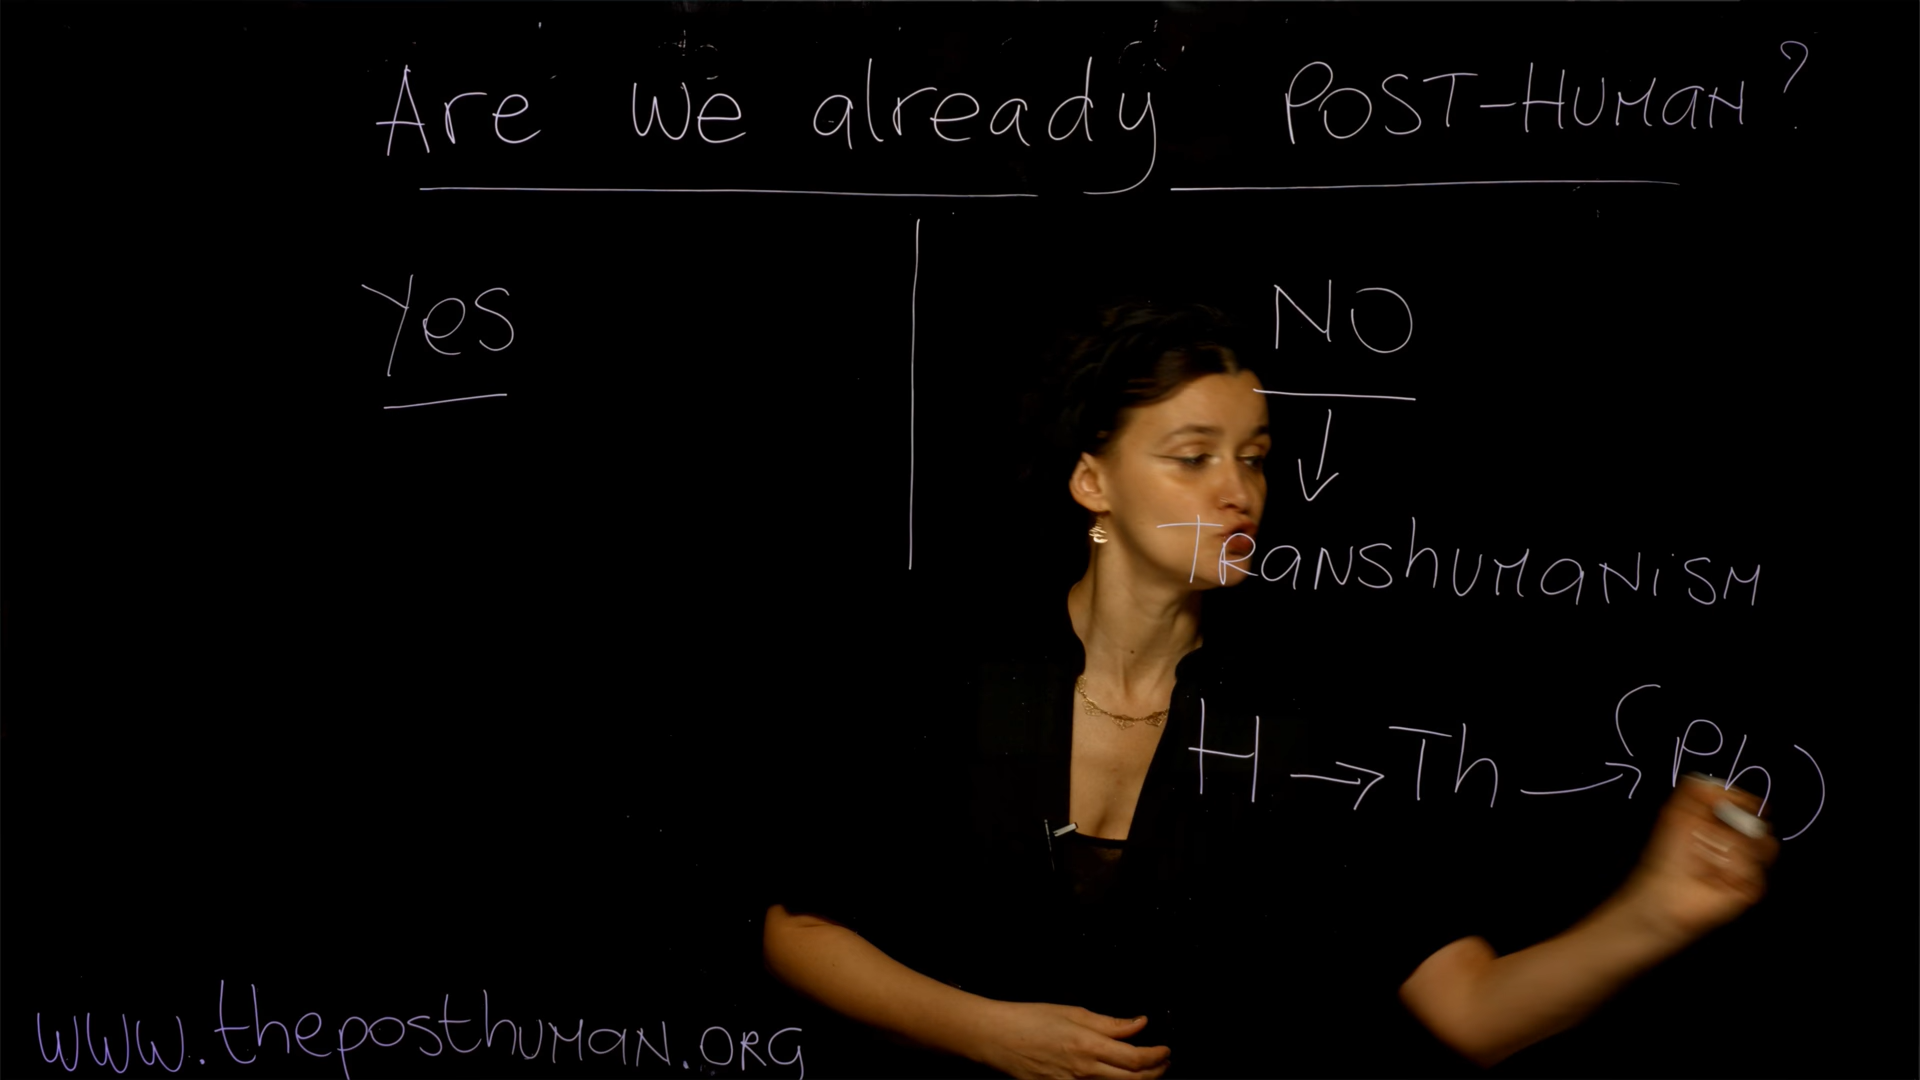 Are we already POST-HUMAN?
Yes
NO
↓
TRANSHUMANISM
H → Th → (Ph)
www.theposthuman.org